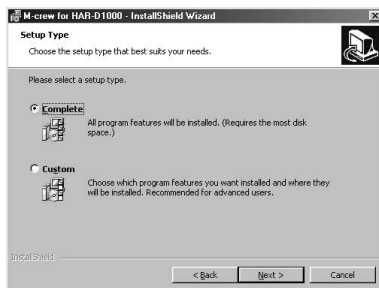 M-crew for HAR-D1000 - InstallShield Wizard
Setup Type
Choose the setup type that best suits your needs.
Please select a setup type.
Complete
All program features will be installed. (Requires the most disk
space.)
Custom
Choose which program features you want installed and where they
will be installed. Recommended for advanced users.
InstallShield
< Back Next > Cancel